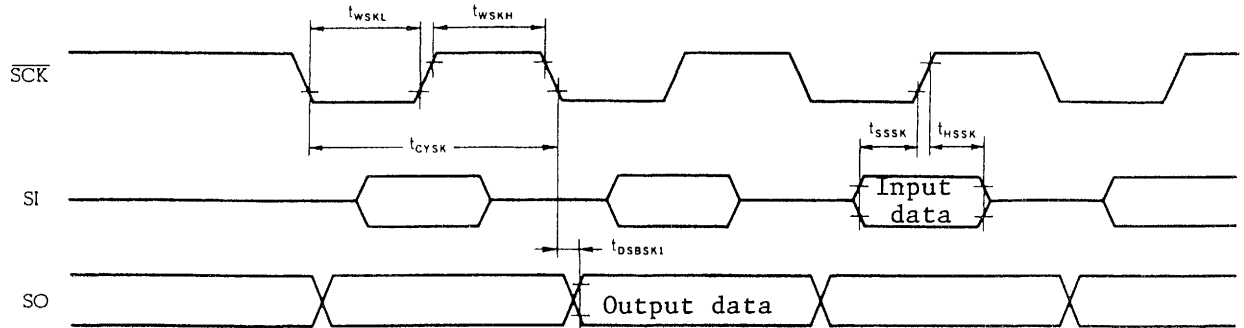 tWSKL
tWSKH
SCK
tSSSK
tHSSK
tCYSK
SI
Input
data
tDSBSK1
SO
Output data